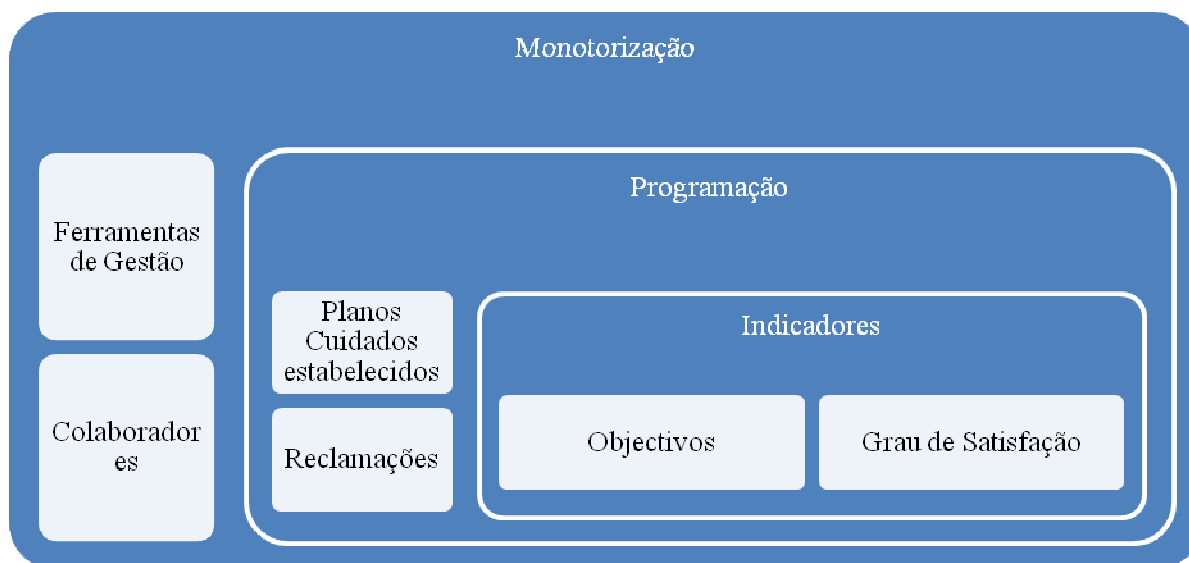 Monotorização
Programação
Ferramentas
de Gestão
Colaborador
es
Planos
Cuidados
estabelecidos
Reclamações
Indicadores
Objectivos
Grau de Satisfação